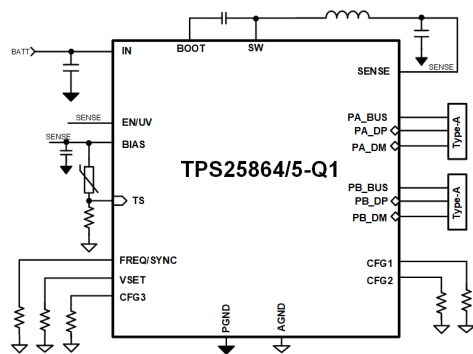 BOOT
SW
BATT
IN
SENSE
SENSE
SENSE
EN/UV
SENSE
BIAS
PA_BUS
PA_DP
PA_DM
Type-A
TPS25864/5-Q1
TS
PB_BUS
PB_DP
PB_DM
Type-A
FREQ/SYNC
VSET
CFG3
CFG1
CFG2
PGND
AGND